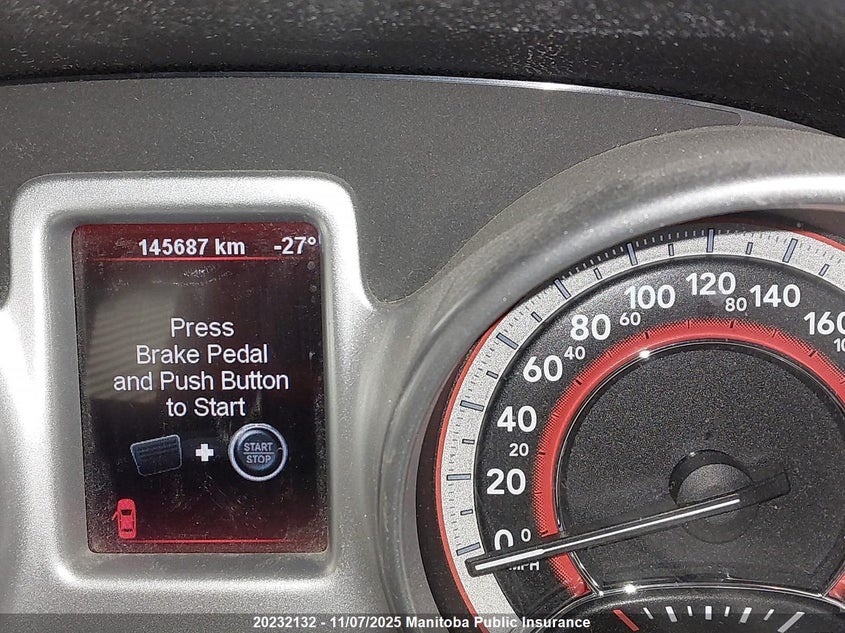 145687 km -27°
Press
Brake Pedal
and Push Button
to Start
START
STOP
0
20
40
60
80
100
120
140
160
0
20
40
60
80
MPH
20232132 - 11/07/2025 Manitoba Public Insurance